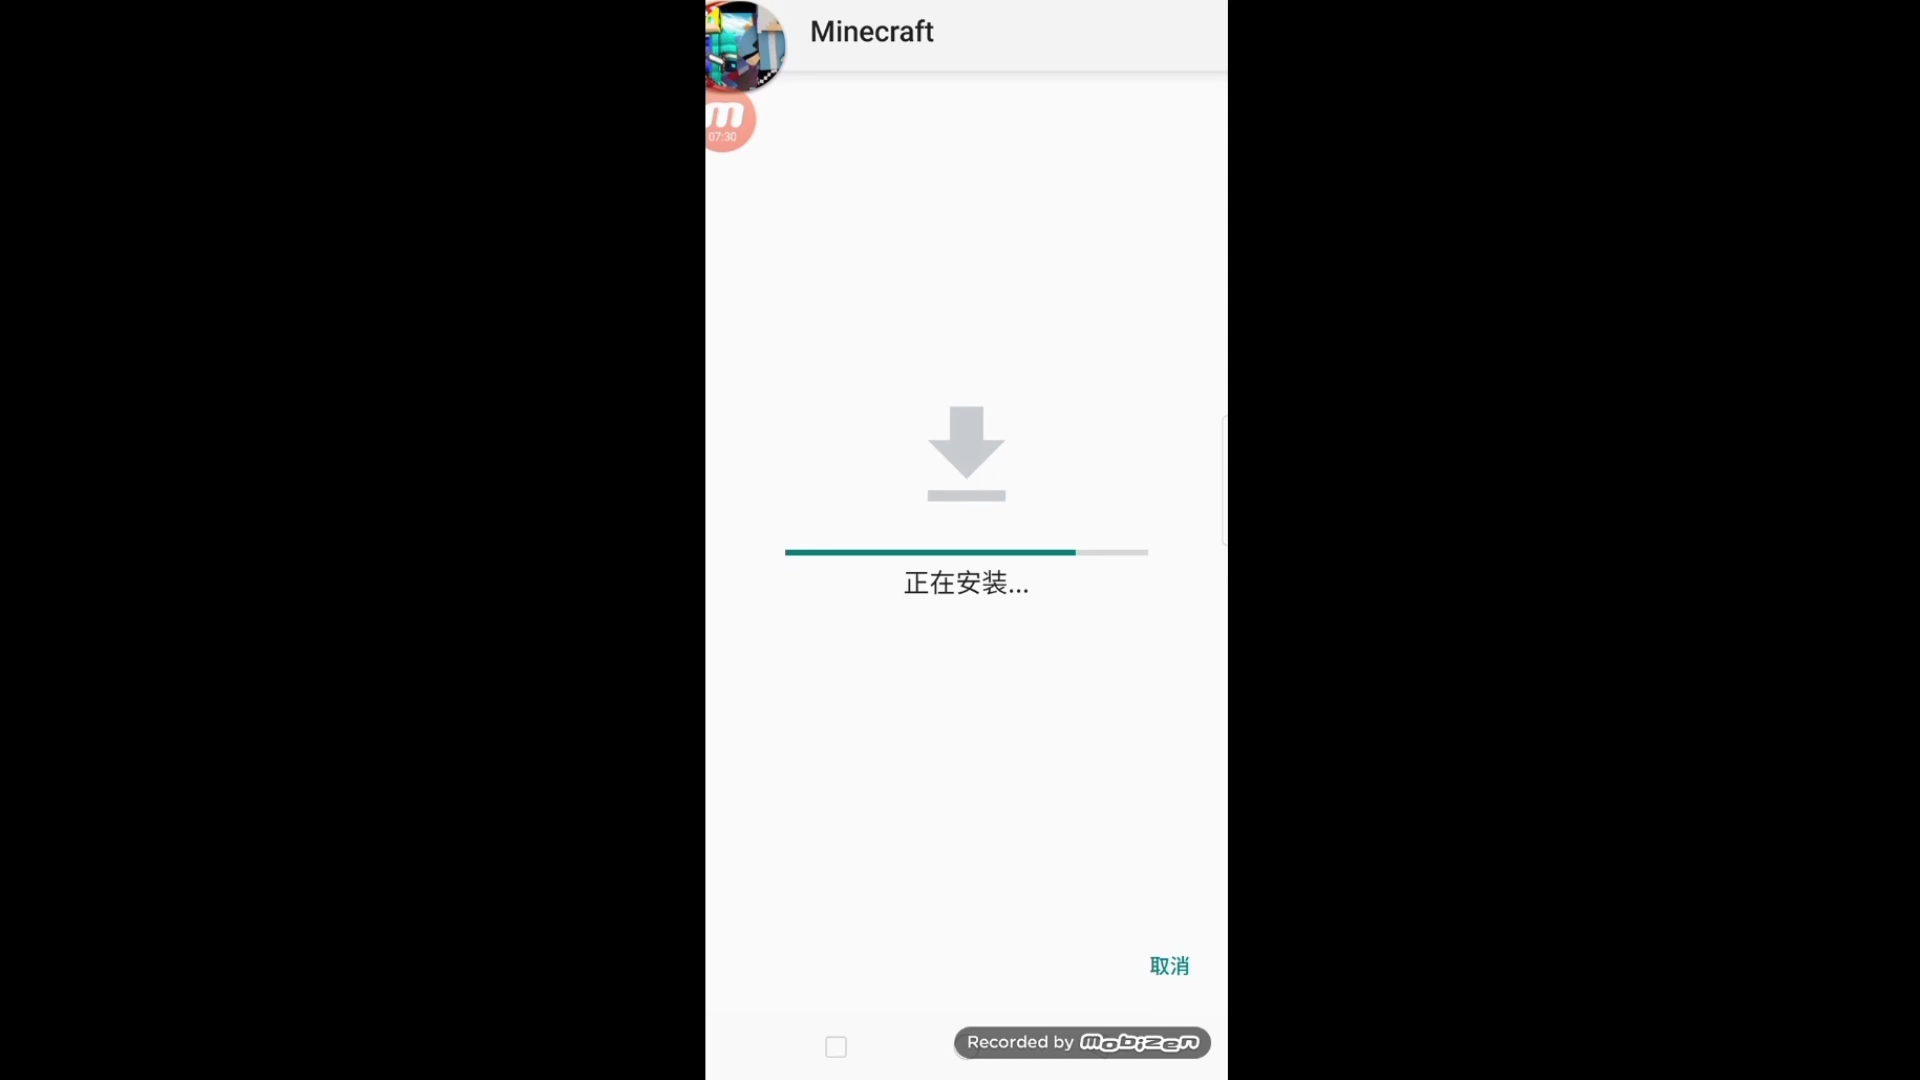 Minecraft
m
07:30
正在安装...
取消
Recorded by mobizen